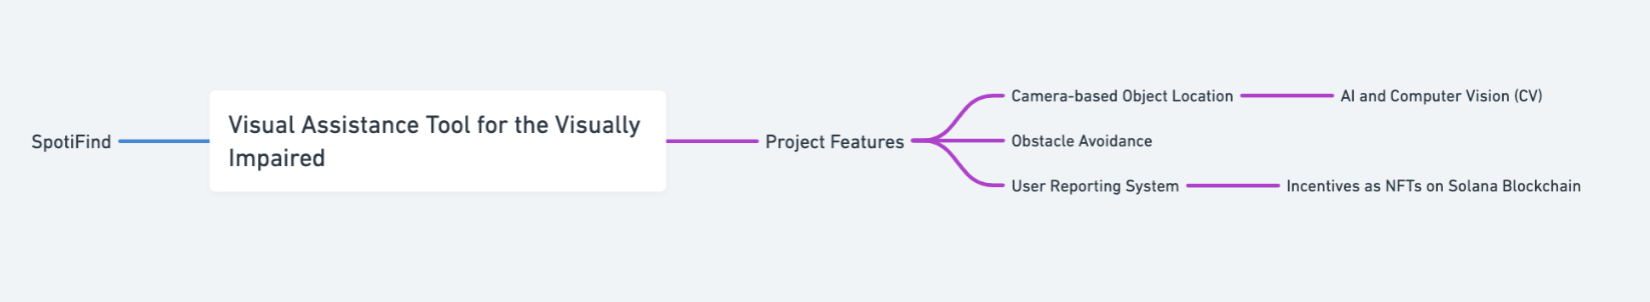 SpotiFind
Visual Assistance Tool for the Visually
Impaired
Project Features
Camera-based Object Location
AI and Computer Vision (CV)
Obstacle Avoidance
User Reporting System
Incentives as NFTs on Solana Blockchain